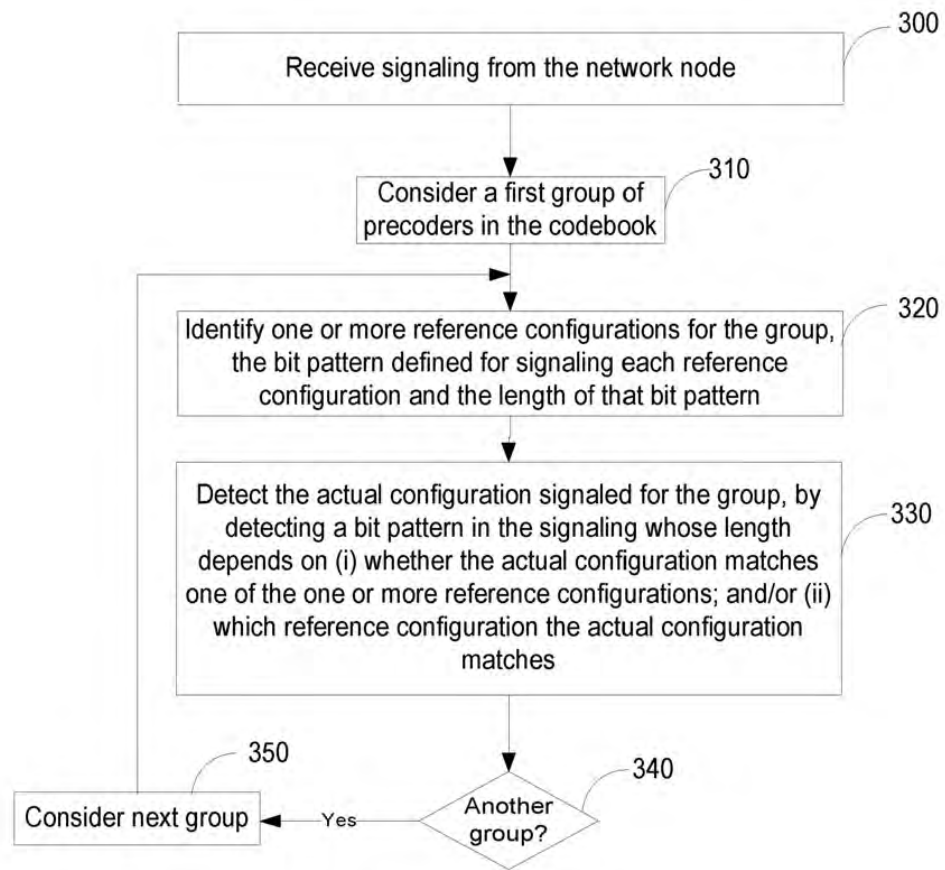 300
Receive signaling from the network node
310
Consider a first group of
precoders in the codebook
320
Identify one or more reference configurations for the group,
the bit pattern defined for signaling each reference
configuration and the length of that bit pattern
330
Detect the actual configuration signaled for the group, by
detecting a bit pattern in the signaling whose length
depends on (i) whether the actual configuration matches
one of the one or more reference configurations; and/or (ii)
which reference configuration the actual configuration
matches
340
Another
group?
Yes
350
Consider next group